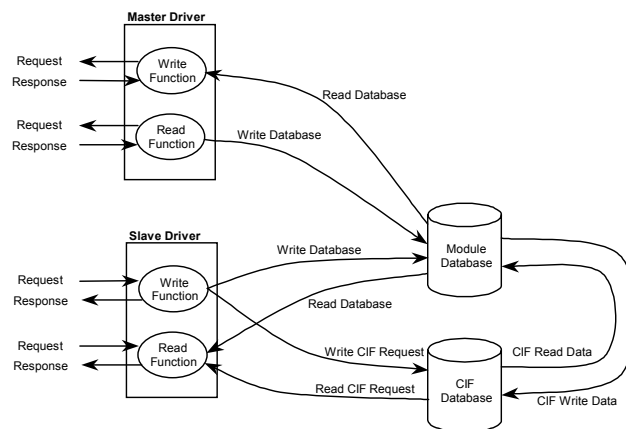 Master Driver
Request
Response
Write
Function
Read Database
Request
Response
Read
Function
Write Database
Slave Driver
Request
Response
Write
Function
Write Database
Module
Database
Read Database
Request
Response
Read
Function
Write CIF Request
Read CIF Request
CIF
Database
CIF Read Data
CIF Write Data